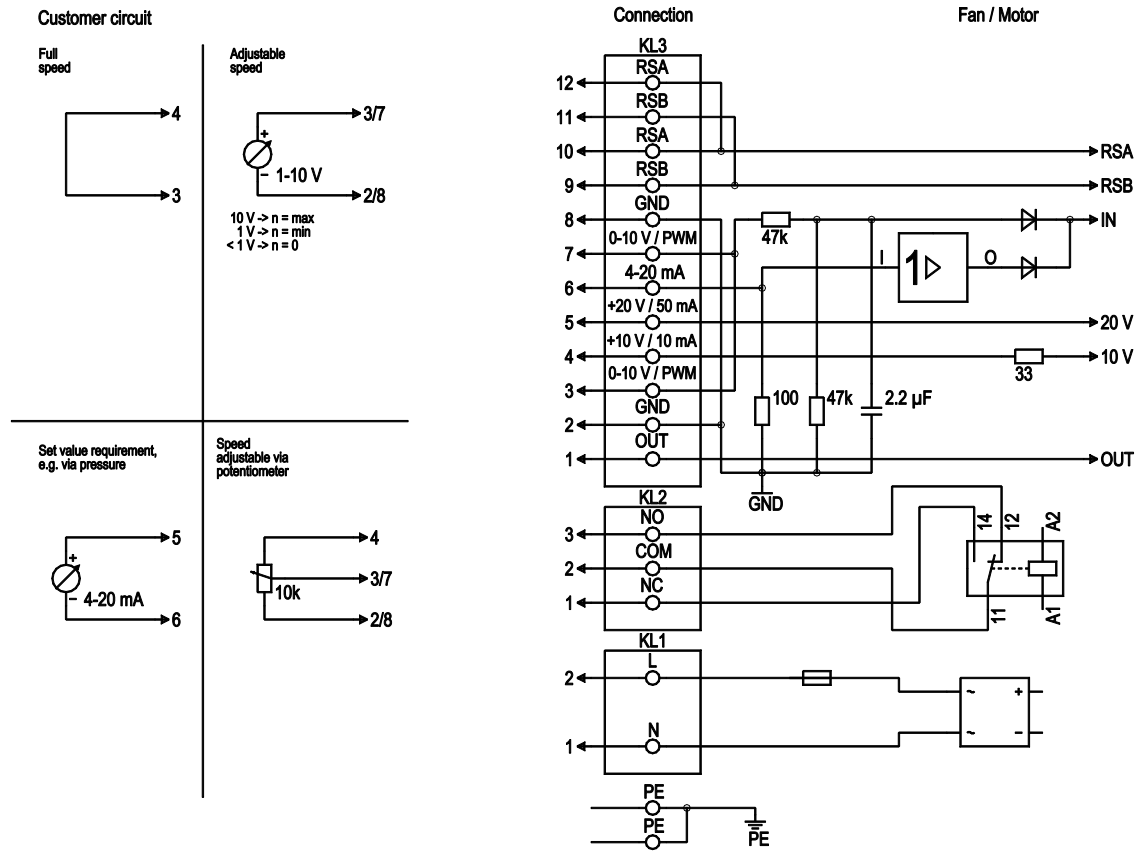 Customer circuit
Full
speed
4
3
Adjustable
speed
+
1-10 V
−
3/7
2/8
10 V -> n = max
1 V -> n = min
< 1 V -> n = 0
Set value requirement,
e.g. via pressure
+
4-20 mA
−
5
6
Speed
adjustable via
potentiometer
10k
4
3/7
2/8
Connection
Fan / Motor
KL3
12 RSA
11 RSB
10 RSA
RSA
9 RSB
RSB
8 GND
47k
IN
7 0-10 V / PWM
I 1 O
6 4-20 mA
5 +20 V / 50 mA
20 V
4 +10 V / 10 mA
33
10 V
3 0-10 V / PWM
100 47k 2.2 µF
2 GND
1 OUT
OUT
GND
KL2
3 NO
2 COM
1 NC
14 12 A2
11 A1
KL1
2 L
1 N
~ +
~ −
PE
PE
PE